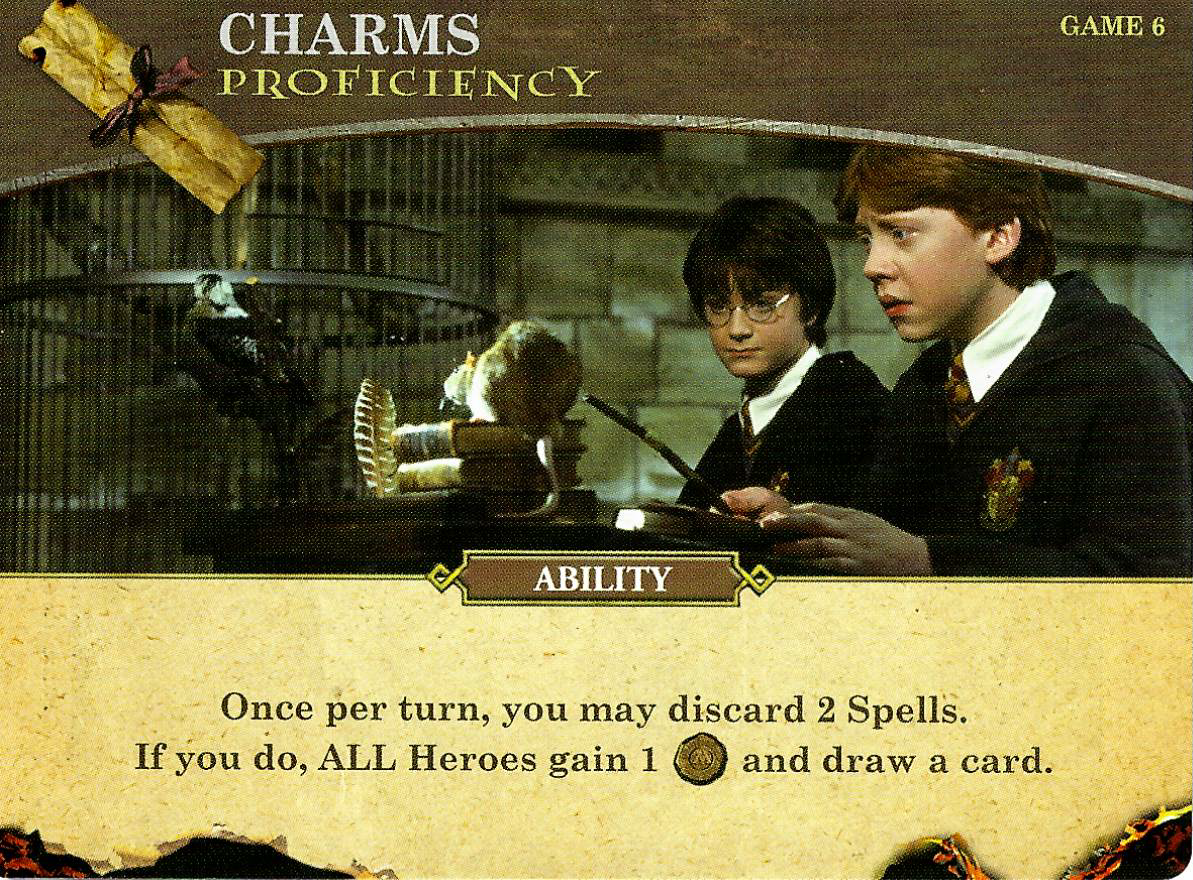 CHARMS
PROFICIENCY
GAME 6
ABILITY
Once per turn, you may discard 2 Spells.
If you do, ALL Heroes gain 1 and draw a card.